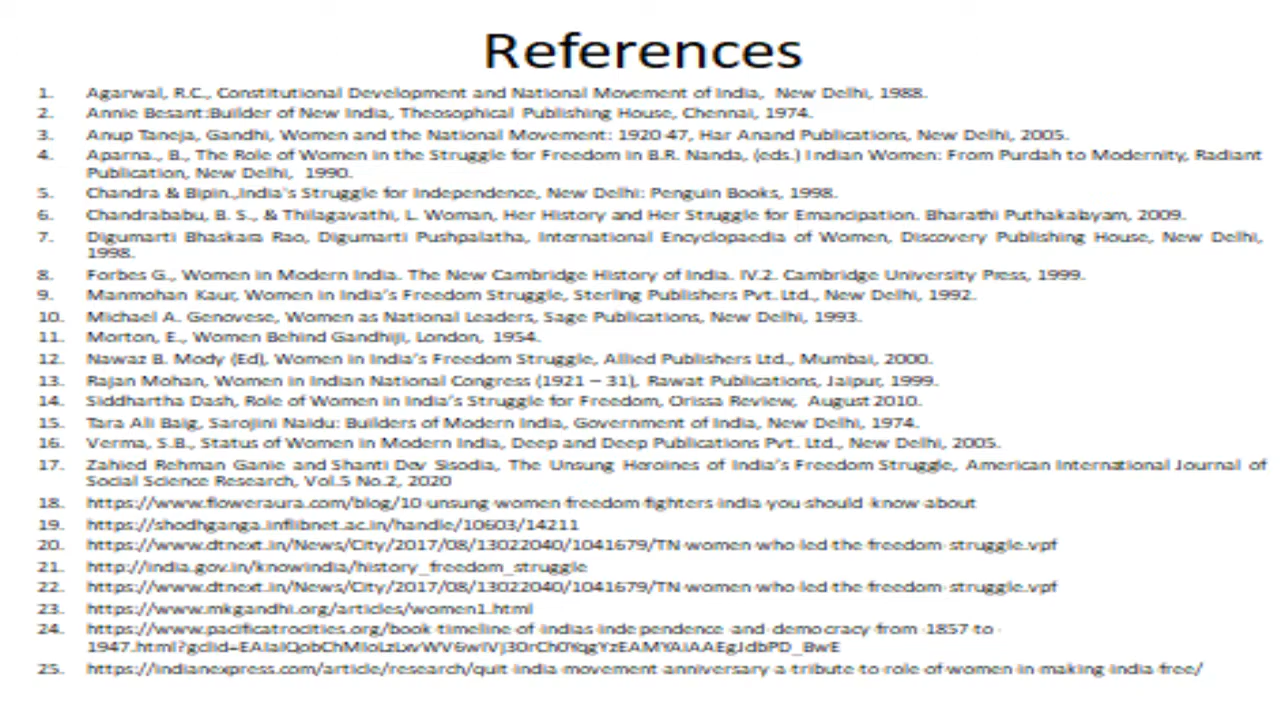 References
1. Agarwal, R.C., Constitutional Development and National Movement of India, New Delhi, 1988.
2. Annie Besant:Builder of New India, Theosophical Publishing House, Chennai, 1974.
3. Anup Taneja, Gandhi, Women and the National Movement: 1920-47, Har Anand Publications, New Delhi, 2005.
4. Aparna., B., The Role of Women in the Struggle for Freedom in B.R. Nanda, (eds.) Indian Women: From Purdah to Modernity, Radiant
Publication, New Delhi, 1990.
5. Chandra & Bipin.,India's Struggle for Independence, New Delhi: Penguin Books, 1998.
6. Chandrababu, B. S., & Thilagavathi, L. Woman, Her History and Her Struggle for Emancipation. Bharathi Puthakalayam, 2009.
7. Digumarti Bhaskara Rao, Digumarti Pushpalatha, International Encyclopaedia of Women, Discovery Publishing House, New Delhi,
1998.
8. Forbes G., Women in Modern India. The New Cambridge History of India. IV.2. Cambridge University Press, 1999.
9. Manmohan Kaur, Women in India's Freedom Struggle, Sterling Publishers Pvt. Ltd., New Delhi, 1992.
10. Michael A. Genovese, Women as National Leaders, Sage Publications, New Delhi, 1993.
11. Morton, E., Women Behind Gandhiji, London, 1954.
12. Nawaz B. Mody (Ed), Women in India's Freedom Struggle, Allied Publishers Ltd., Mumbai, 2000.
13. Rajan Mohan, Women in Indian National Congress (1921 – 31), Rawat Publications, Jaipur, 1999.
14. Siddhartha Dash, Role of Women in India's Struggle for Freedom, Orissa Review, August 2010.
15. Tara Ali Baig, Sarojini Naidu: Builders of Modern India, Government of India, New Delhi, 1974.
16. Verma, S.B., Status of Women in Modern India, Deep and Deep Publications Pvt. Ltd., New Delhi, 2005.
17. Zahied Rehman Ganie and Shanti Dev Sisodia, The Unsung Heroines of India's Freedom Struggle, American International Journal of
Social Science Research, Vol.5 No.2, 2020
18. https://www.floweraura.com/blog/10-unsung-women-freedom-fighters-india-you-should-know-about
19. https://shodhganga.inflibnet.ac.in/handle/10603/14211
20. https://www.dtnext.in/News/City/2017/08/13022040/1041679/TN-women-who-led-the-freedom-struggle.vpf
21. http://india.gov.in/knowindia/history_freedom_struggle
22. https://www.dtnext.in/News/City/2017/08/13022040/1041679/TN-women-who-led-the-freedom-struggle.vpf
23. https://www.mkgandhi.org/articles/women1.html
24. https://www.pacificatrocities.org/book-timeline-of-indias-independence-and-democracy-from-1857-to-
25. https://indianexpress.com/article/research/quit-india-movement-anniversary-a-tribute-to-role-of-women-in-making-india-free/